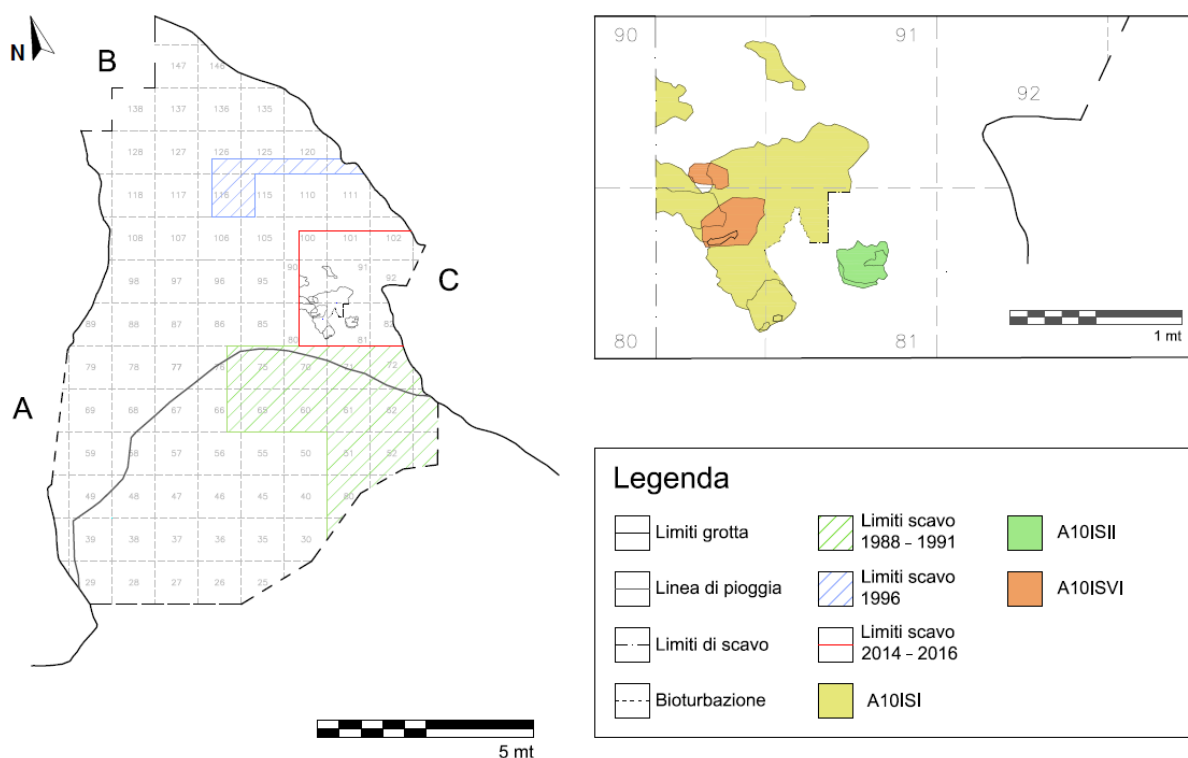 N
B
A
C
147 146
138 137 136 135
128 127 126 125 120
118 117 116 115 110 111
108 107 106 105 100 101 102
98 97 96 95 90 91 92
89 88 87 86 85 80 81 82
79 78 77 76 75 70 71 72
69 68 67 66 65 60 61 62
59 58 57 56 55 50 51 52
49 48 47 46 45 40
39 38 37 36 35 30
29 28 27 26 25
5 mt
90 91
92
80 81
1 mt
Legenda
Limiti grotta
Linea di pioggia
Limiti di scavo
Bioturbazione
Limiti scavo
1988 – 1991
Limiti scavo
1996
Limiti scavo
2014 – 2016
A10ISI
A10ISII
A10ISVI